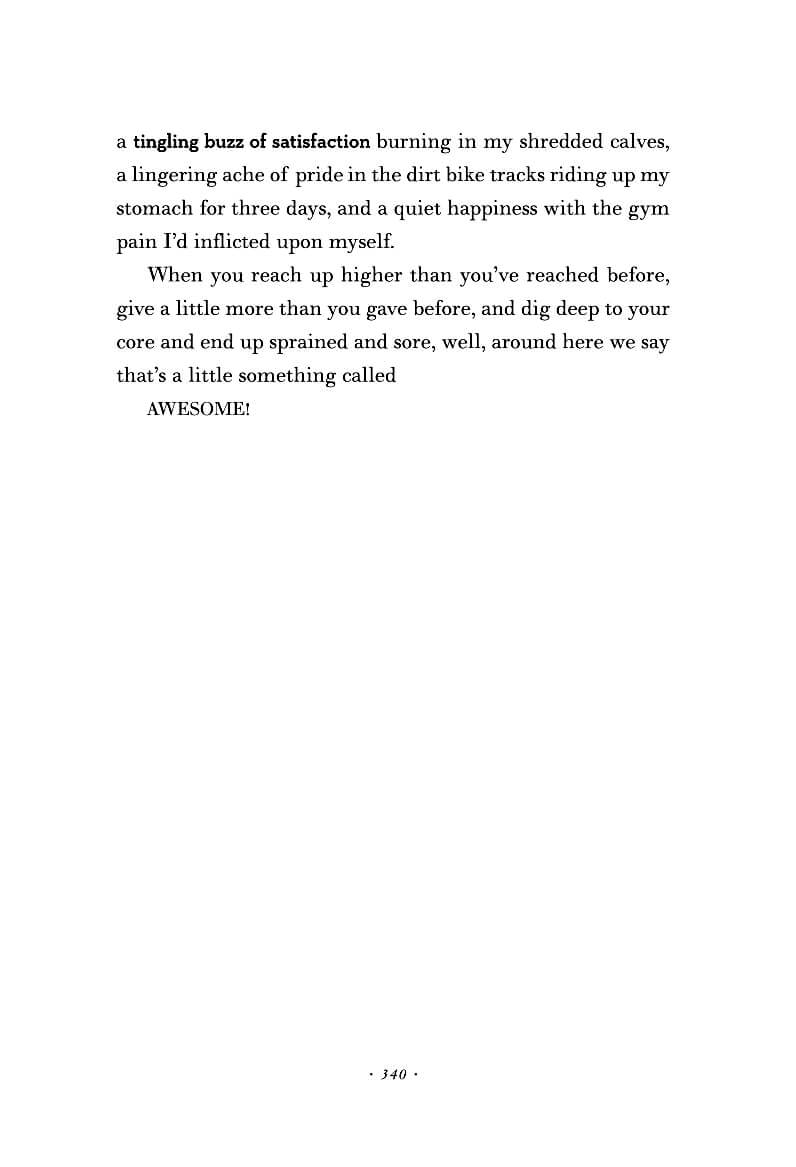 a tingling buzz of satisfaction burning in my shredded calves,
a lingering ache of pride in the dirt bike tracks riding up my
stomach for three days, and a quiet happiness with the gym
pain I’d inflicted upon myself.
When you reach up higher than you’ve reached before,
give a little more than you gave before, and dig deep to your
core and end up sprained and sore, well, around here we say
that’s a little something called
AWESOME!
· 340 ·